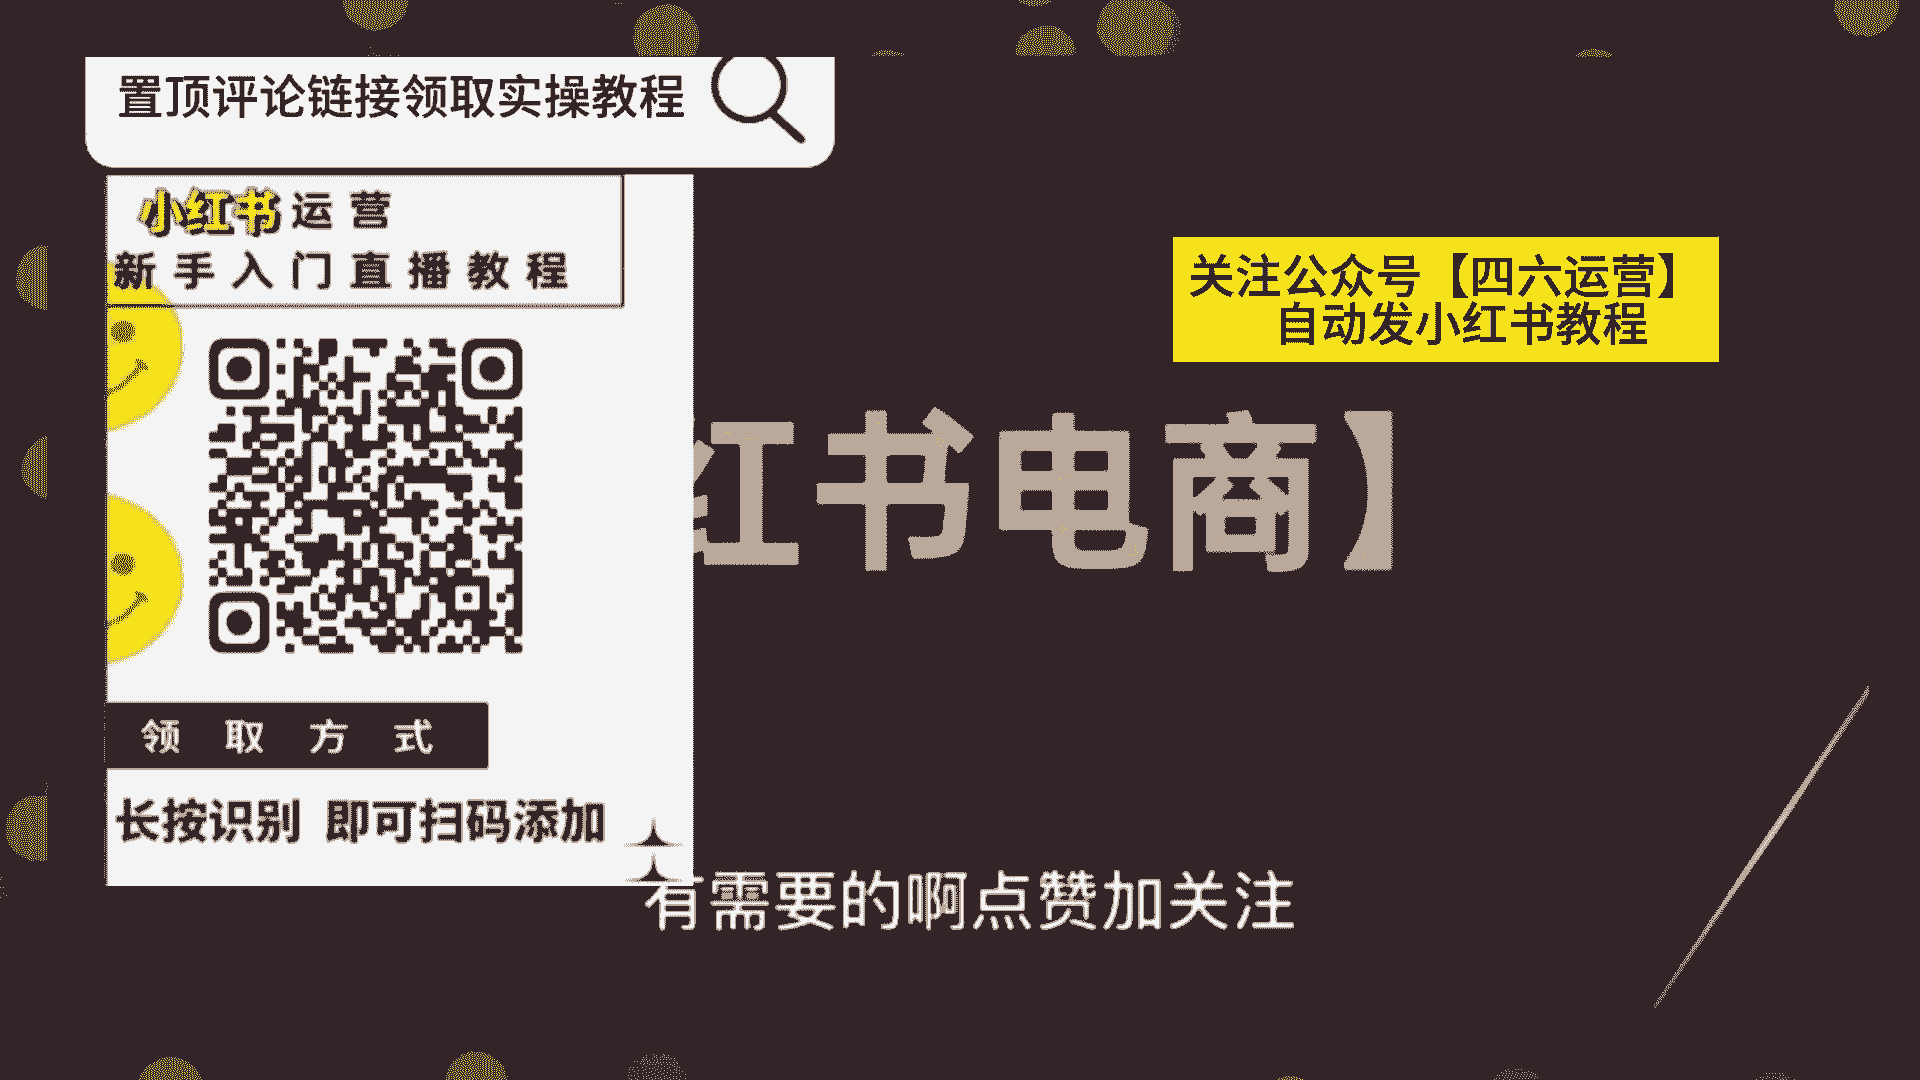 置顶评论链接领取实操教程
小红书运营
新手入门直播教程
关注公众号【四六运营】
自动发小红书教程
红书电商】
领取方式
长按识别 即可扫码添加
有需要的啊点赞加关注